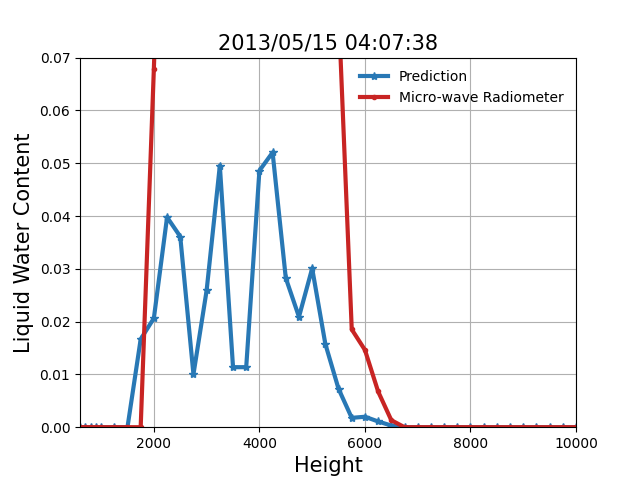 2013/05/15 04:07:38
0.07
0.06
0.05
0.04
0.03
0.02
0.01
0.00
Liquid Water Content
Prediction
Micro-wave Radiometer
2000 4000 6000 8000 10000
Height